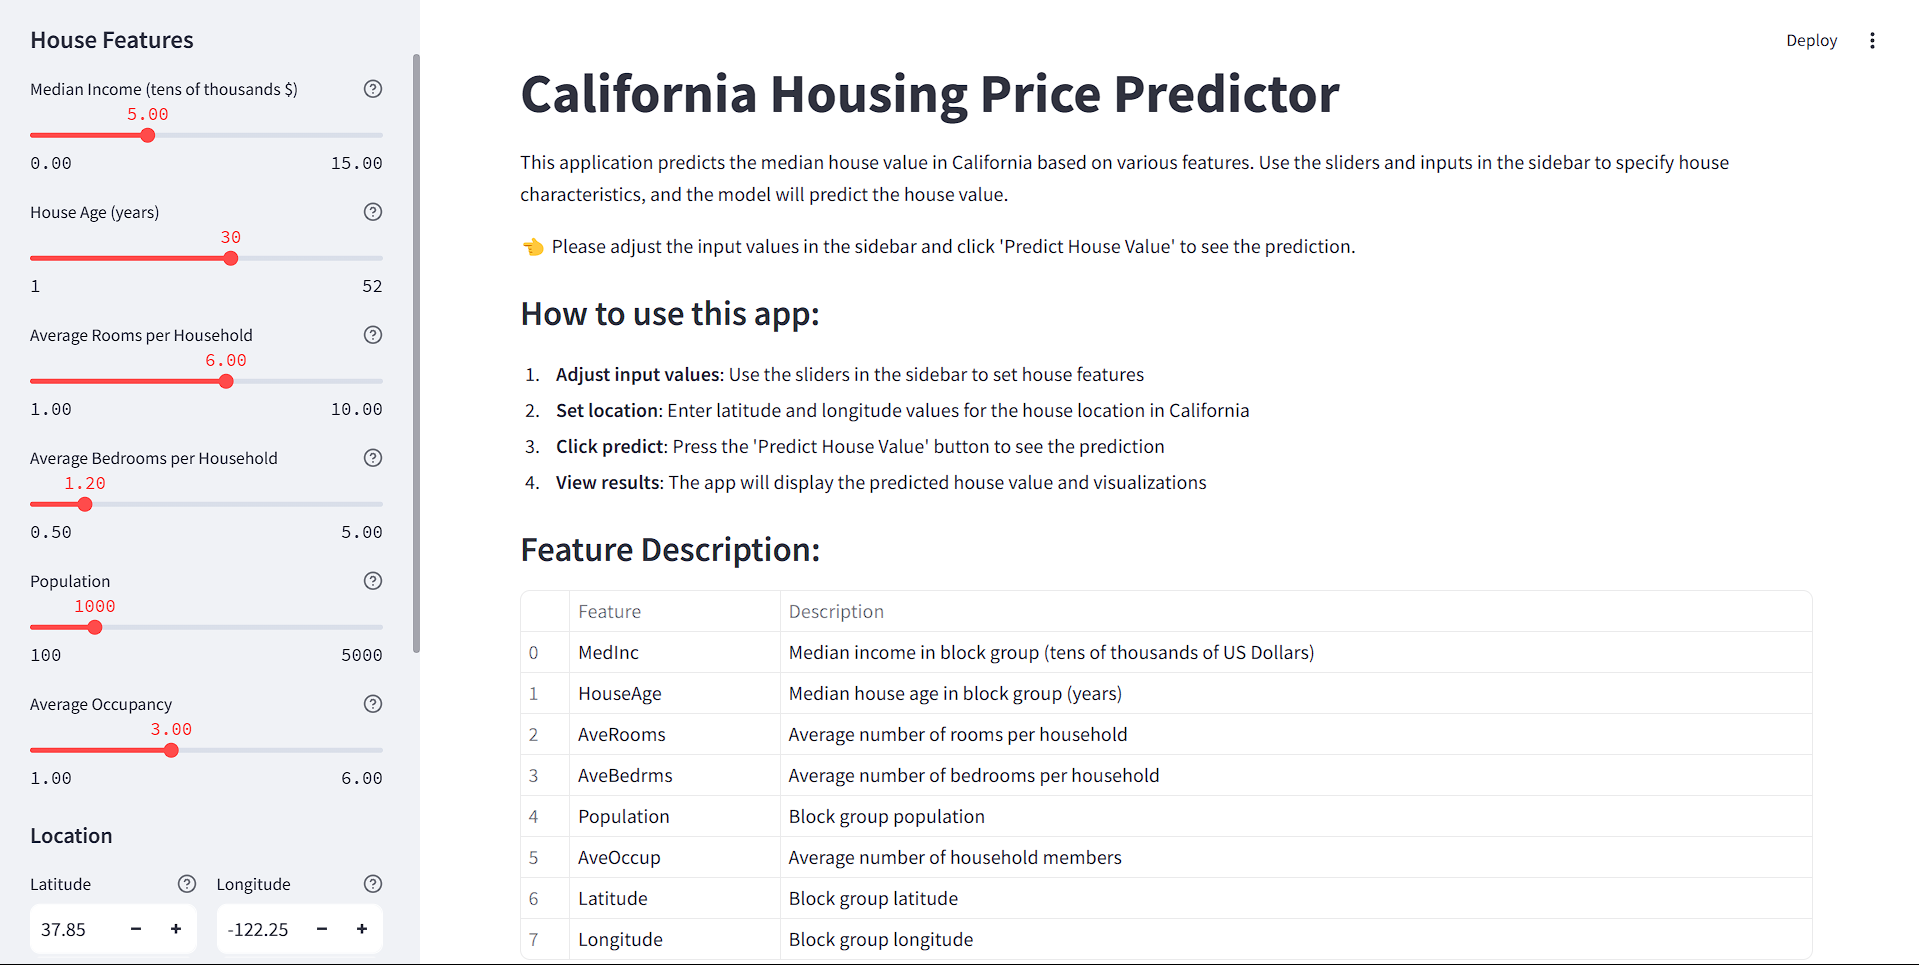 House Features
Median Income (tens of thousands $)
5.00
0.00 15.00
House Age (years)
30
1 52
Average Rooms per Household
6.00
1.00 10.00
Average Bedrooms per Household
1.20
0.50 5.00
Population
1000
100 5000
Average Occupancy
3.00
1.00 6.00
Location
Latitude Longitude
37.85 - + -122.25 - +
Deploy
California Housing Price Predictor
This application predicts the median house value in California based on various features. Use the sliders and inputs in the sidebar to specify house
characteristics, and the model will predict the house value.
👈 Please adjust the input values in the sidebar and click 'Predict House Value' to see the prediction.
How to use this app:
1. Adjust input values: Use the sliders in the sidebar to set house features
2. Set location: Enter latitude and longitude values for the house location in California
3. Click predict: Press the 'Predict House Value' button to see the prediction
4. View results: The app will display the predicted house value and visualizations
Feature Description:
Feature Description
0 MedInc Median income in block group (tens of thousands of US Dollars)
1 HouseAge Median house age in block group (years)
2 AveRooms Average number of rooms per household
3 AveBedrms Average number of bedrooms per household
4 Population Block group population
5 AveOccup Average number of household members
6 Latitude Block group latitude
7 Longitude Block group longitude